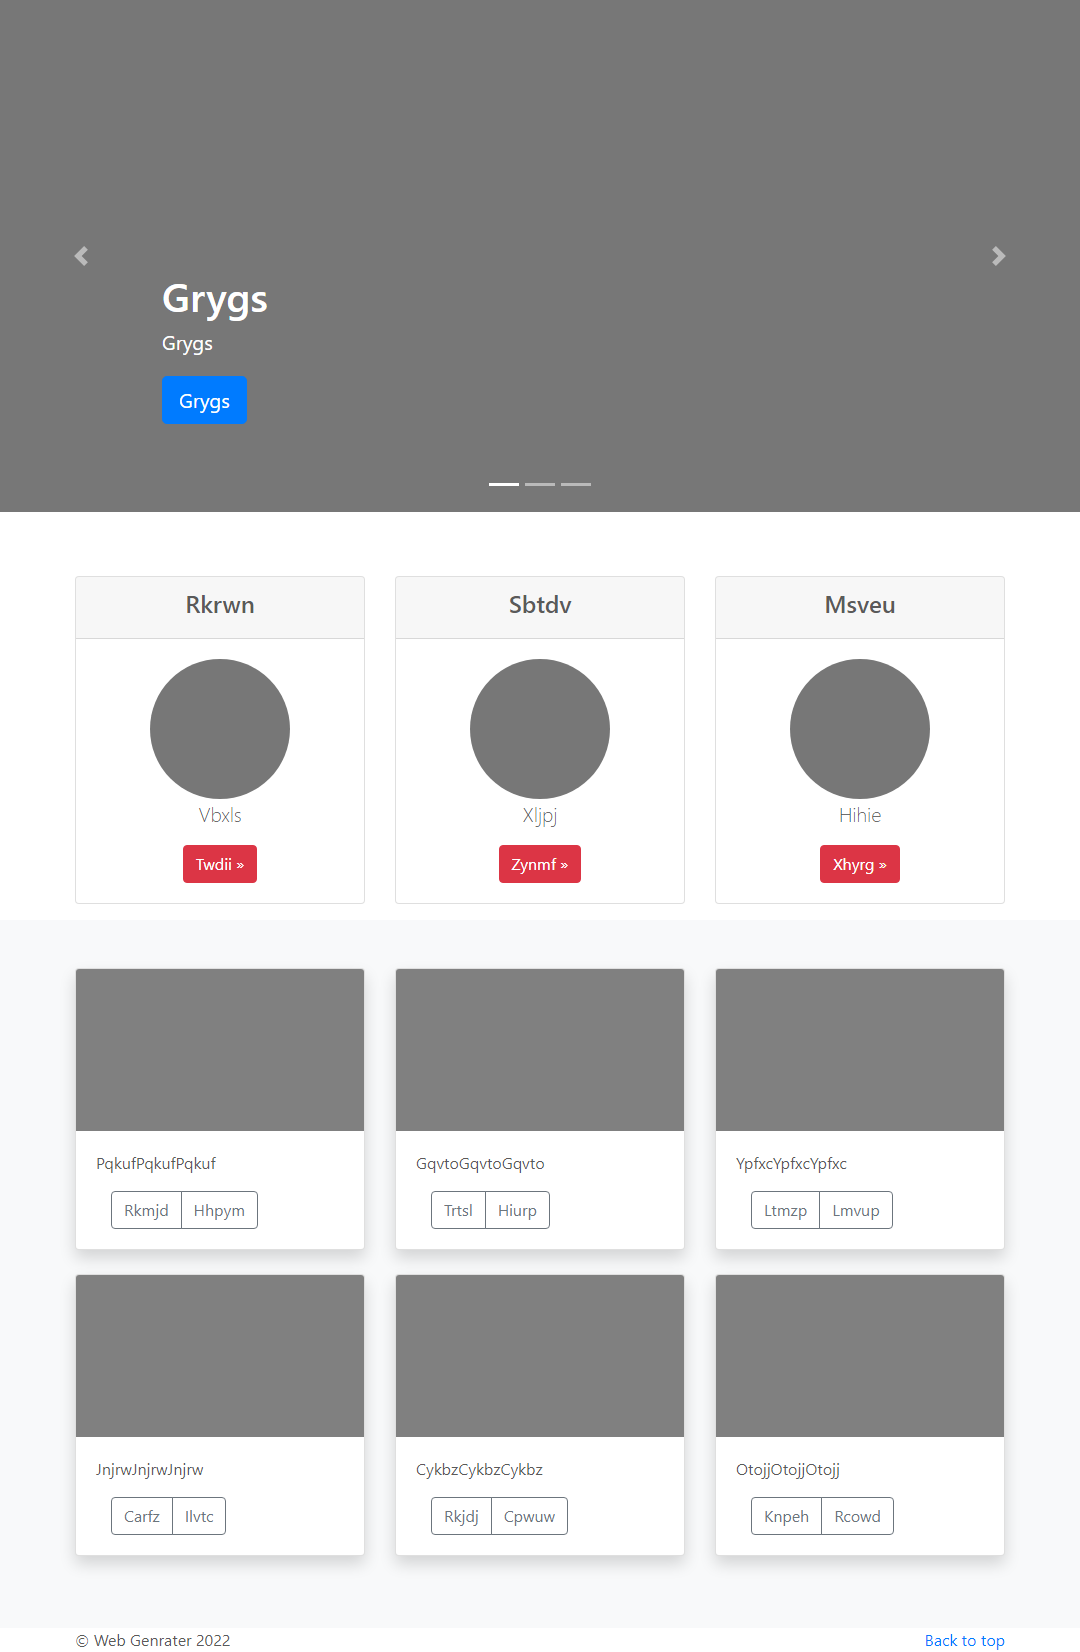 Grygs
Grygs
Grygs
Rkrwn
Sbtdv
Msveu
Vbxls
Xljpj
Hihie
Twdii »
Zynmf »
Xhyrg »
PqkufPqkufPqkuf
GqvtoGqvtoGqvto
YpfxcYpfxcYpfxc
Rkmjd Hhpym
Trtsl Hiurp
Ltmzp Lmvup
JnjrwJnjrwJnjrw
CykbzCykbzCykbz
OtojjOtojjOtojj
Carfz Ilvtc
Rkjdj Cpwuw
Knpeh Rcowd
© Web Genrater 2022
Back to top